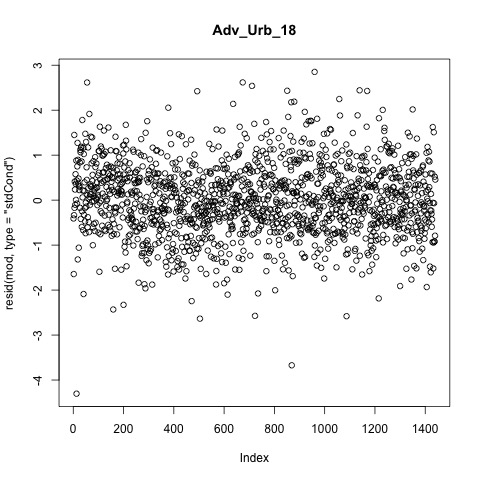 Adv_Urb_18
3
2
1
0
-1
-2
-3
-4
resid(mod, type = "stdCond")
0 200 400 600 800 1000 1200 1400
Index